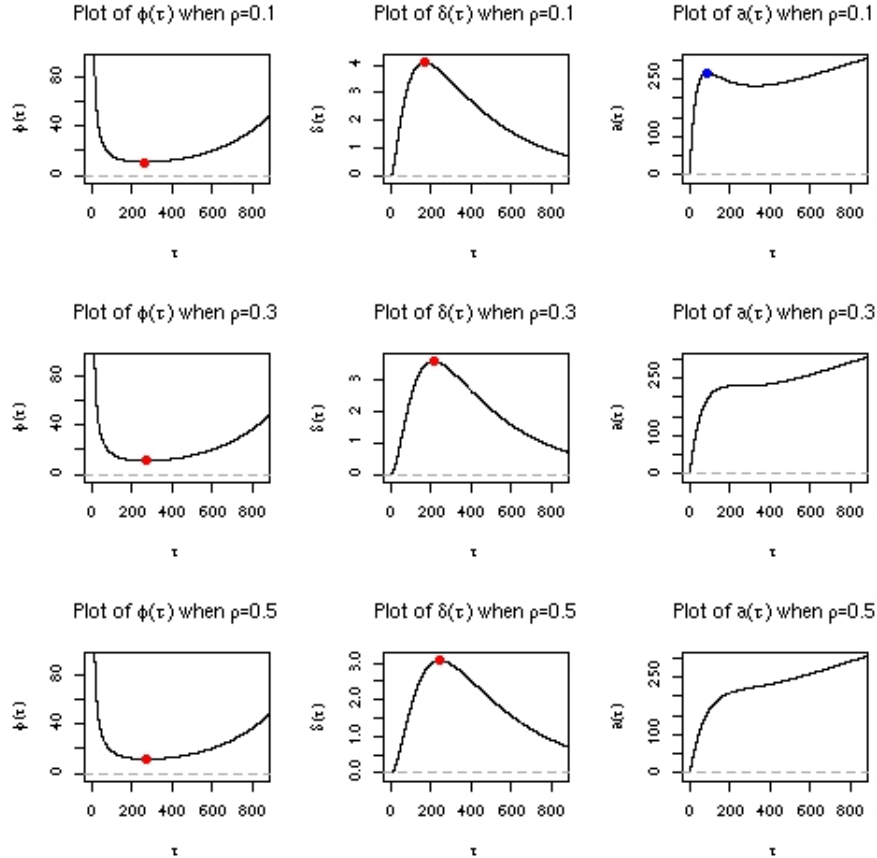 Plot of ϕ(τ) when ρ=0.1
ϕ(τ)
0 40 80
0 200 400 600 800
τ
Plot of δ(τ) when ρ=0.1
δ(τ)
0 1 2 3 4
0 200 400 600 800
τ
Plot of a(τ) when ρ=0.1
a(τ)
0 100 250
0 200 400 600 800
τ
Plot of ϕ(τ) when ρ=0.3
ϕ(τ)
0 40 80
0 200 400 600 800
τ
Plot of δ(τ) when ρ=0.3
δ(τ)
0 1 2 3
0 200 400 600 800
τ
Plot of a(τ) when ρ=0.3
a(τ)
0 100 250
0 200 400 600 800
τ
Plot of ϕ(τ) when ρ=0.5
ϕ(τ)
0 40 80
0 200 400 600 800
τ
Plot of δ(τ) when ρ=0.5
δ(τ)
0.0 1.0 2.0 3.0
0 200 400 600 800
τ
Plot of a(τ) when ρ=0.5
a(τ)
0 100 250
0 200 400 600 800
τ